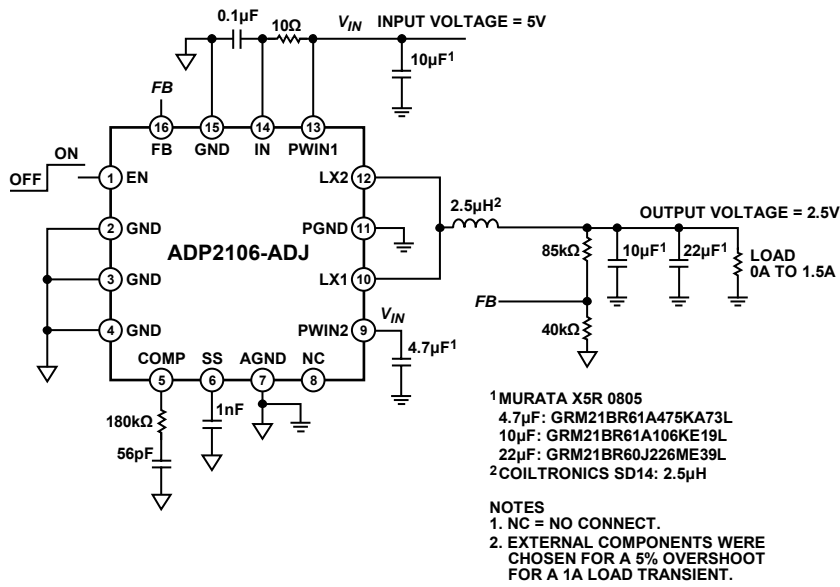 0.1µF
10Ω
VIN
INPUT VOLTAGE = 5V
10µF1
FB
16
15
14
13
FB
GND
IN
PWIN1
ON
OFF
1
EN
LX2
12
2.5µH2
OUTPUT VOLTAGE = 2.5V
2
GND
PGND
11
85kΩ
10µF1
22µF1
LOAD
0A TO 1.5A
ADP2106-ADJ
3
GND
LX1
10
FB
4
GND
PWIN2
9
VIN
40kΩ
4.7µF1
COMP
SS
AGND
NC
5
6
7
8
180kΩ
1nF
56pF
1MURATA X5R 0805
4.7µF: GRM21BR61A475KA73L
10µF: GRM21BR61A106KE19L
22µF: GRM21BR60J226ME39L
2COILTRONICS SD14: 2.5µH
NOTES
1. NC = NO CONNECT.
2. EXTERNAL COMPONENTS WERE
CHOSEN FOR A 5% OVERSHOOT
FOR A 1A LOAD TRANSIENT.